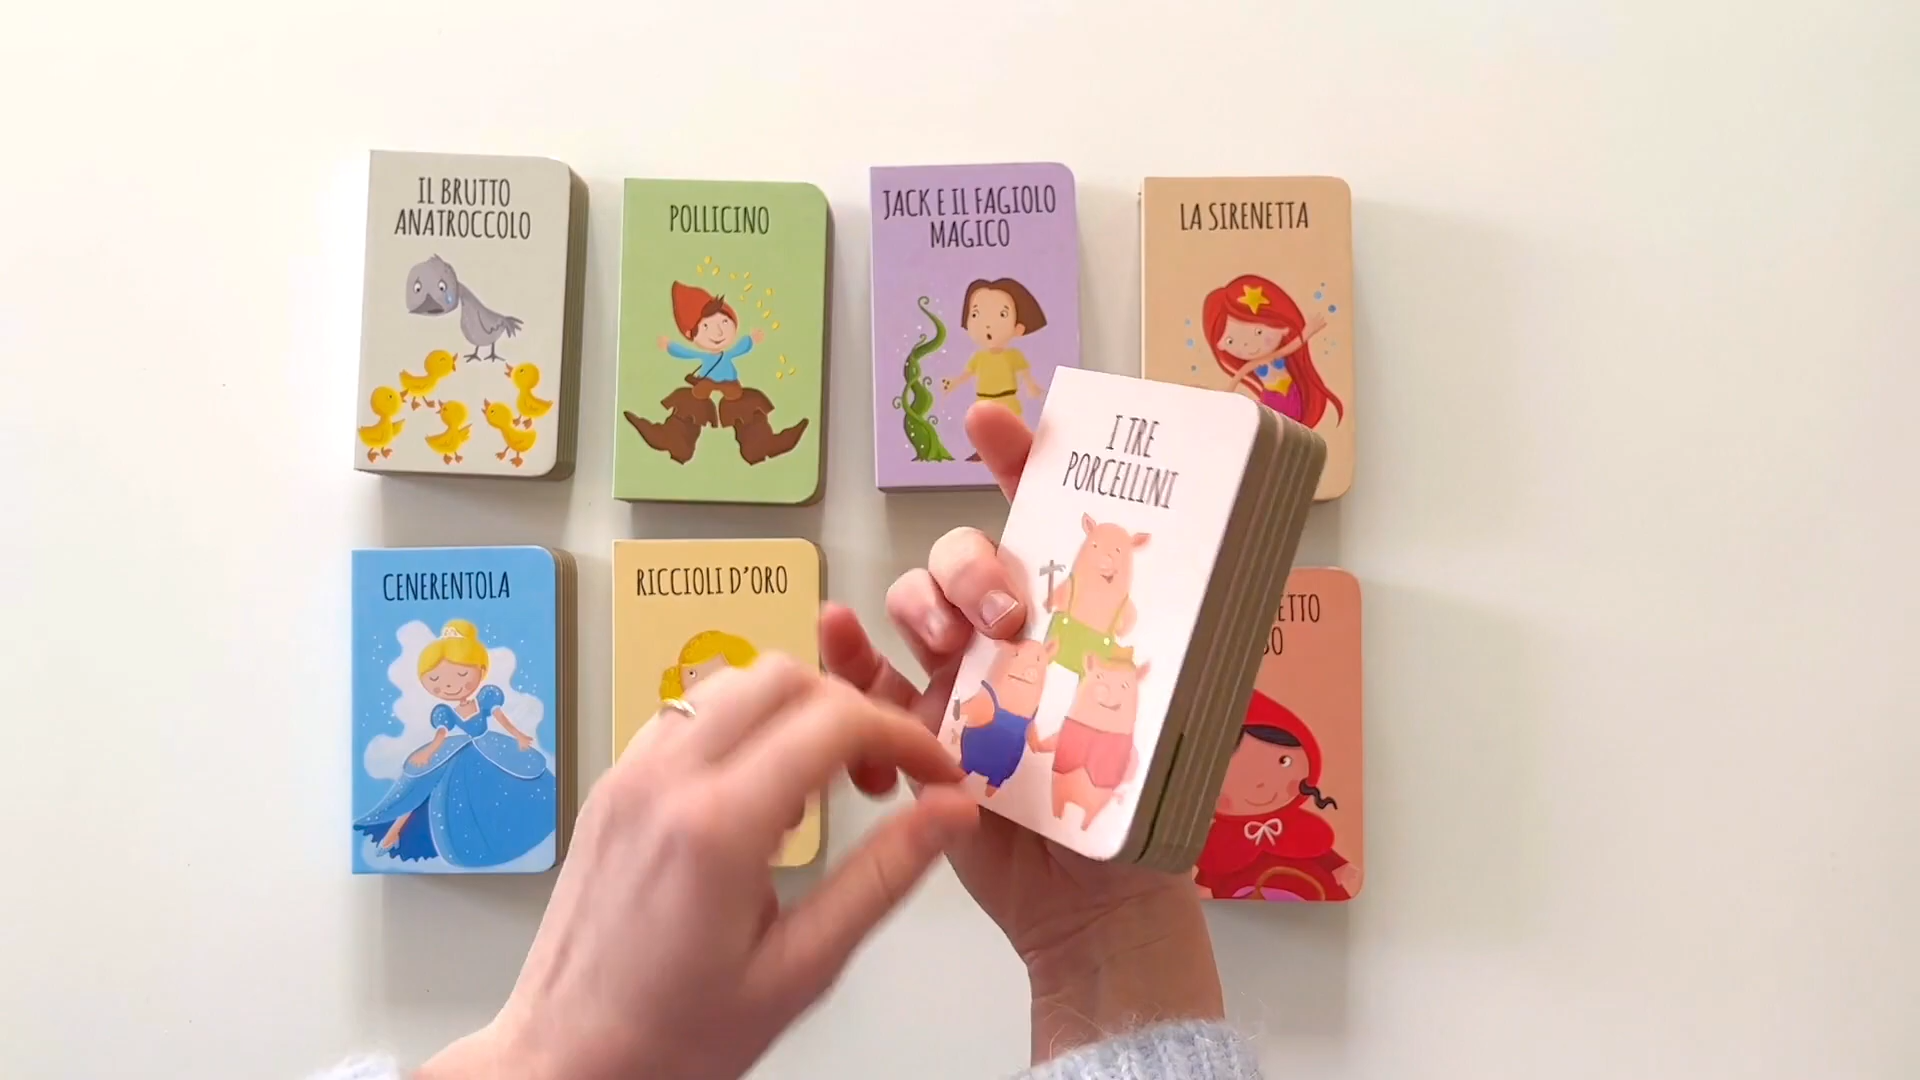 IL BRUTTO
ANATROCCOLO
POLLICINO
JACK E IL FAGIOLO
MAGICO
LA SIRENETTA
I TRE
PORCELLINI
CENERENTOLA
RICCIOLI D'ORO